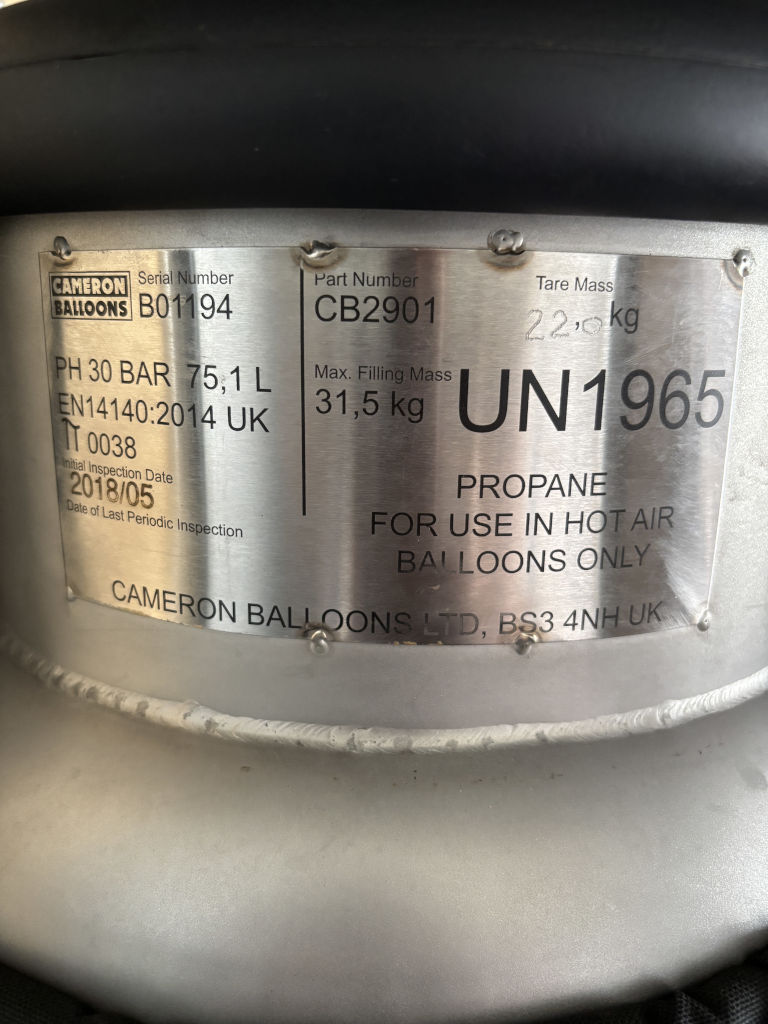 CAMERON
BALLOONS
Serial Number
B01194
PH 30 BAR 75,1 L
EN14140:2014 UK
π 0038
Initial Inspection Date
2018/05
Date of Last Periodic Inspection
Part Number
CB2901
Max. Filling Mass
31,5 kg
Tare Mass
22,0 kg
UN1965
PROPANE
FOR USE IN HOT AIR
BALLOONS ONLY
CAMERON BALLOONS LTD, BS3 4NH UK